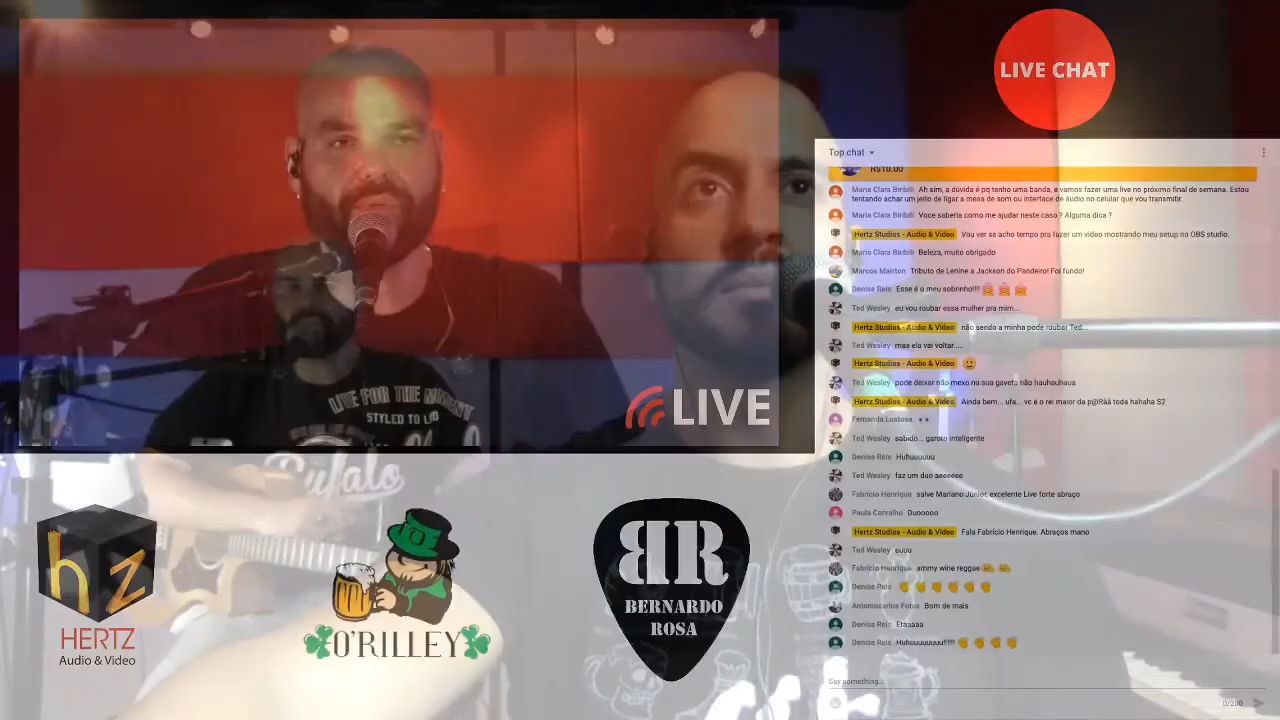 LIVE CHAT
Top chat
R$10.00
Maria Clara Biribili Ah sim, a dúvida é pq tenho uma banda, e vamos fazer uma live no próximo final de semana. Estou
tentando achar um jeito de ligar a mesa de som ou interface de áudio no celular que vou transmitir.
Maria Clara Biribili Voce saberia como me ajudar neste caso ? Alguma dica ?
Hertz Studios - Audio & Video Vou ver se acho tempo pra fazer um video mostrando meu setup no OBS studio.
Maria Clara Biribili Beleza, muito obrigado
Marcos Mairton Tributo de Lenine a Jackson do Pandeiro! Foi fundo!
Denise Reis Esse é o meu sobrinho!!!!
Ted Wesley eu vou roubar essa mulher pra mim...
Hertz Studios - Audio & Video não sendo a minha pode roubar Ted...
Ted Wesley mas ela vai voltar.....
Hertz Studios - Audio & Video
Ted Wesley pode deixar não mexo na sua gaveta não hauhauhaua
Hertz Studios - Audio & Video Ainda bem... ufa... vc é o rei maior da p@Rââ toda hahaha S2
Fernanda Lustosa
Ted Wesley sabido... garoto inteligente
Denise Reis Huhuuuuuu
Ted Wesley faz um duo aeeeeee
Fabrício Henrique salve Mariano Júnior, excelente Live forte abraço
Paula Carvalho Duooooo
Hertz Studios - Audio & Video Fala Fabrício Henrique. Abraços mano
Ted Wesley euuu
Fabrício Henrique ammy wine reggae
Denise Reis
Antoniocarlos Fotos Bom de mais
Denise Reis Etaaaaa
Denise Reis Huhuuuuuuuu!!!!!!
Say something...
0/200
LIVE
LIVE FOR THE
STYLED TO
Bufalo
hz
HERTZ
Audio & Video
O'RILLEY
BR
BERNARDO
ROSA